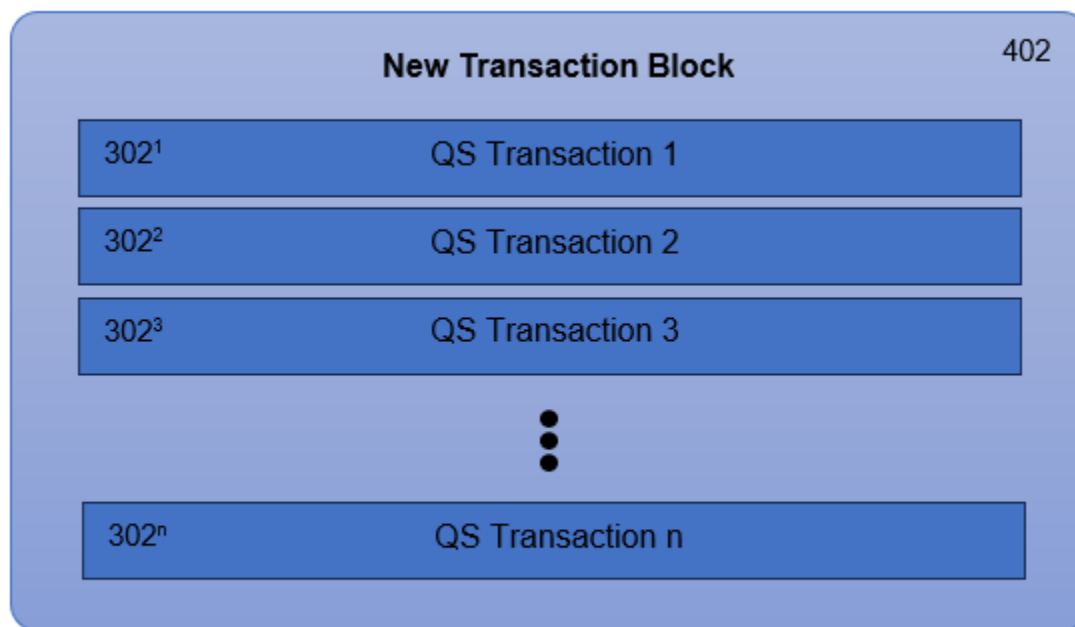 402
New Transaction Block
302¹ QS Transaction 1
302² QS Transaction 2
302³ QS Transaction 3
302ⁿ QS Transaction n